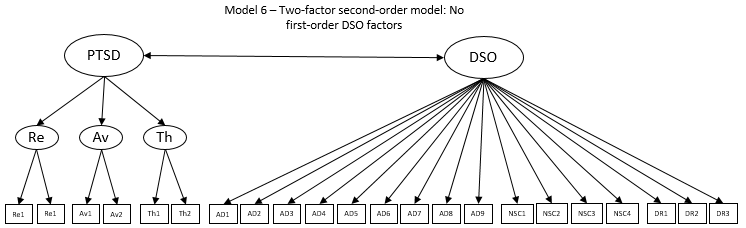 Model 6 – Two-factor second-order model: No
first-order DSO factors
PTSD
DSO
Re
Av
Th
Re1
Re1
Av1
Av2
Th1
Th2
AD1
AD2
AD3
AD4
AD5
AD6
AD7
AD8
AD9
NSC1
NSC2
NSC3
NSC4
DR1
DR2
DR3